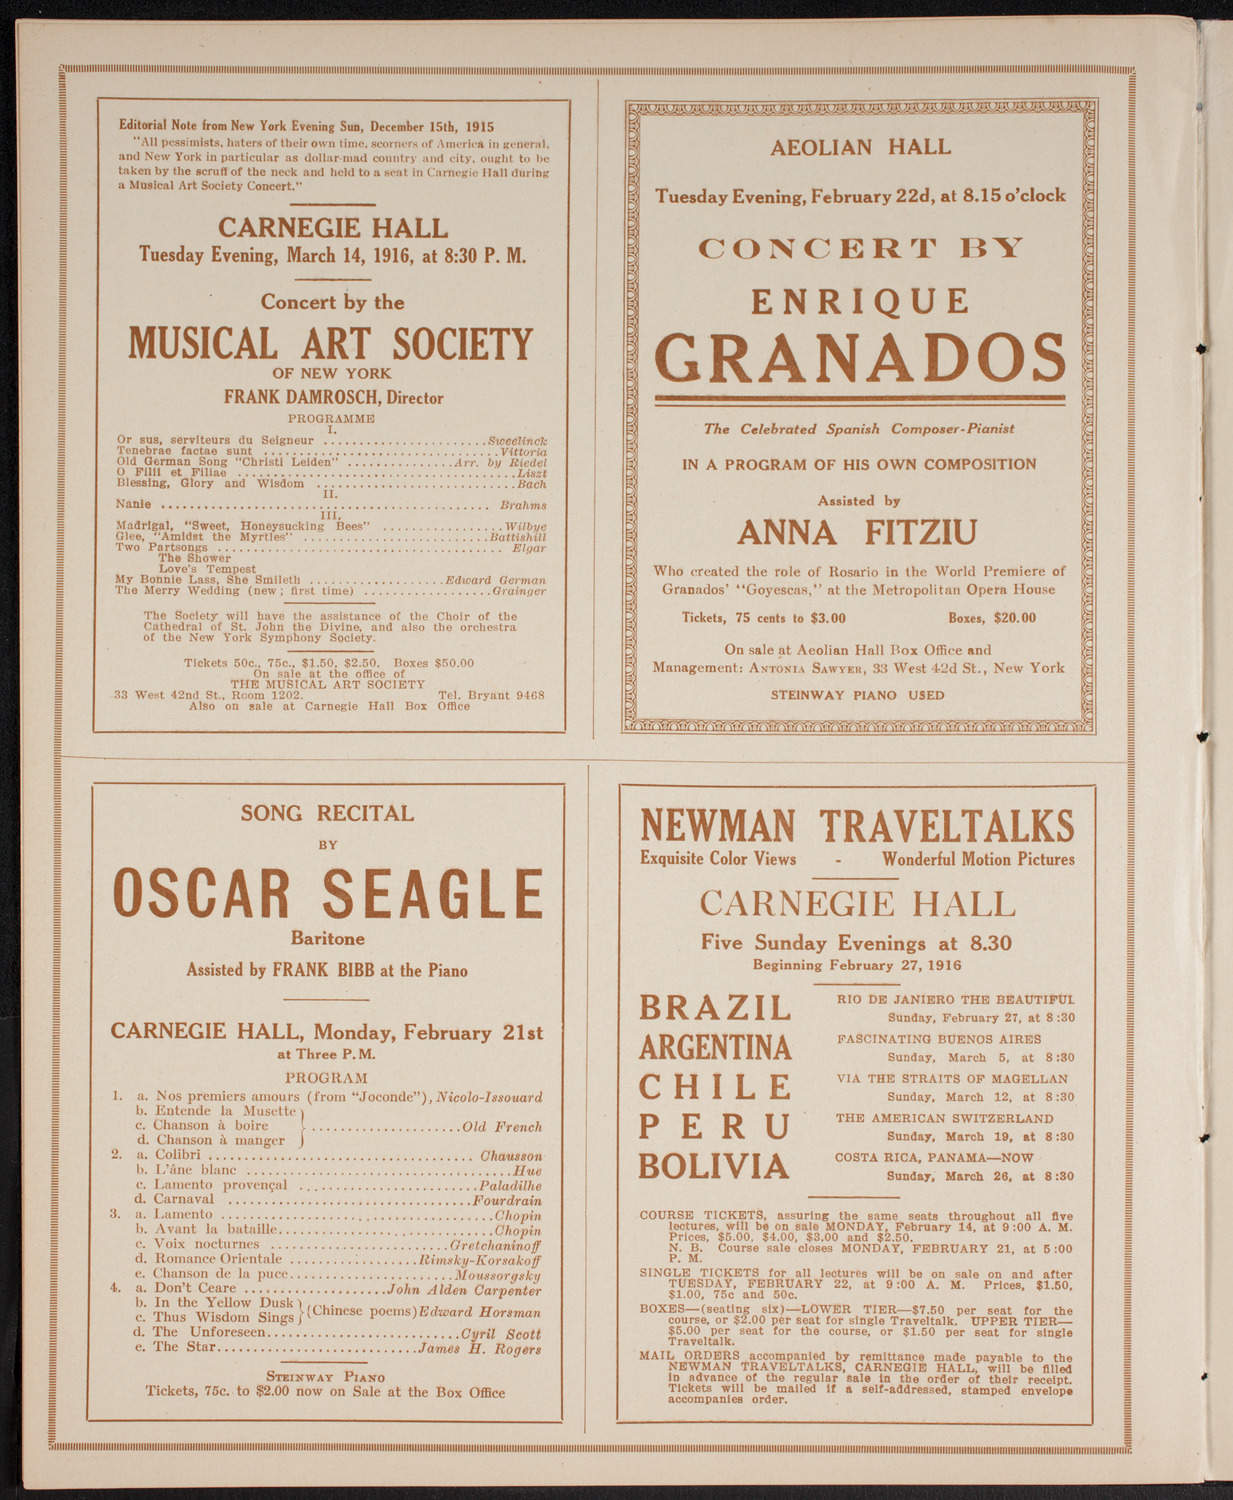 Editorial Note from New York Evening Sun, December 15th, 1915
"All pessimists, haters of their own time, scorners of America in general,
and New York in particular as dollar-mad country and city, ought to be
taken by the scruff of the neck and held to a seat in Carnegie Hall during
a Musical Art Society Concert."
CARNEGIE HALL
Tuesday Evening, March 14, 1916, at 8:30 P. M.
Concert by the
MUSICAL ART SOCIETY
OF NEW YORK
FRANK DAMROSCH, Director
PROGRAMME
I.
Or sus, serviteurs du Seigneur ........................ Sweelinck
Tenebrae factae sunt .................................. Vittoria
Old German Song "Christi Leiden" ............... Arr. by Riedel
O Filii et Filiae ........................................ Liszt
Blessing, Glory and Wisdom ............................ Bach
II.
Nanie ................................................ Brahms
III.
Madrigal, "Sweet, Honeysucking Bees" ................. Wilbye
Glee, "Amidst the Myrtles" ........................... Battishill
Two Partsongs ......................................... Elgar
The Shower
Love's Tempest
My Bonnie Lass, She Smileth ................... Edward German
The Merry Wedding (new; first time) .................. Grainger
The Society will have the assistance of the Choir of the
Cathedral of St. John the Divine, and also the orchestra
of the New York Symphony Society.
Tickets 50c., 75c., $1.50, $2.50. Boxes $50.00
On sale at the office of
THE MUSICAL ART SOCIETY
33 West 42nd St., Room 1202. Tel. Bryant 9468
Also on sale at Carnegie Hall Box Office
AEOLIAN HALL
Tuesday Evening, February 22d, at 8.15 o'clock
CONCERT BY
ENRIQUE
GRANADOS
The Celebrated Spanish Composer-Pianist
IN A PROGRAM OF HIS OWN COMPOSITION
Assisted by
ANNA FITZIU
Who created the role of Rosario in the World Premiere of
Granados' "Goyescas," at the Metropolitan Opera House
Tickets, 75 cents to $3.00 Boxes, $20.00
On sale at Aeolian Hall Box Office and
Management: ANTONIA SAWYER, 33 West 42d St., New York
STEINWAY PIANO USED
SONG RECITAL
BY
OSCAR SEAGLE
Baritone
Assisted by FRANK BIBB at the Piano
CARNEGIE HALL, Monday, February 21st
at Three P.M.
PROGRAM
1. a. Nos premiers amours (from "Joconde"), Nicolo-Issouard
b. Entende la Musette
c. Chanson à boire ..................... Old French
d. Chanson à manger
2. a. Colibri ...................................... Chausson
b. L'âne blanc ...................................... Hue
c. Lamento provençal ......................... Paladilhe
d. Carnaval ................................... Fourdrain
3. a. Lamento ....................................... Chopin
b. Avant la bataille ............................... Chopin
c. Voix nocturnes ......................... Gretchaninoff
d. Romance Orientale .................. Rimsky-Korsakoff
e. Chanson de la puce ....................... Moussorgsky
4. a. Don't Ceare .................... John Alden Carpenter
b. In the Yellow Dusk
c. Thus Wisdom Sings (Chinese poems) Edward Horsman
d. The Unforeseen ............................ Cyril Scott
e. The Star ............................. James H. Rogers
STEINWAY PIANO
Tickets, 75c. to $2.00 now on Sale at the Box Office
NEWMAN TRAVELTALKS
Exquisite Color Views - Wonderful Motion Pictures
CARNEGIE HALL
Five Sunday Evenings at 8.30
Beginning February 27, 1916
BRAZIL RIO DE JANIERO THE BEAUTIFUL
Sunday, February 27, at 8:30
ARGENTINA FASCINATING BUENOS AIRES
Sunday, March 5, at 8:30
CHILE VIA THE STRAITS OF MAGELLAN
Sunday, March 12, at 8:30
PERU THE AMERICAN SWITZERLAND
Sunday, March 19, at 8:30
BOLIVIA COSTA RICA, PANAMA—NOW
Sunday, March 26, at 8:30
COURSE TICKETS, assuring the same seats throughout all five
lectures, will be on sale MONDAY, February 14, at 9:00 A. M.
Prices, $5.00, $4.00, $3.00 and $2.50.
N. B. Course sale closes MONDAY, FEBRUARY 21, at 5:00
P. M.
SINGLE TICKETS for all lectures will be on sale on and after
TUESDAY, FEBRUARY 22, at 9:00 A. M. Prices, $1.50,
$1.00, 75c and 50c.
BOXES—(seating six)—LOWER TIER—$7.50 per seat for the
course, or $2.00 per seat for single Traveltalk. UPPER TIER—
$5.00 per seat for the course, or $1.50 per seat for single
Traveltalk.
MAIL ORDERS accompanied by remittance made payable to the
NEWMAN TRAVELTALKS, CARNEGIE HALL, will be filled
in advance of the regular sale in the order of their receipt.
Tickets will be mailed if a self-addressed, stamped envelope
accompanies order.